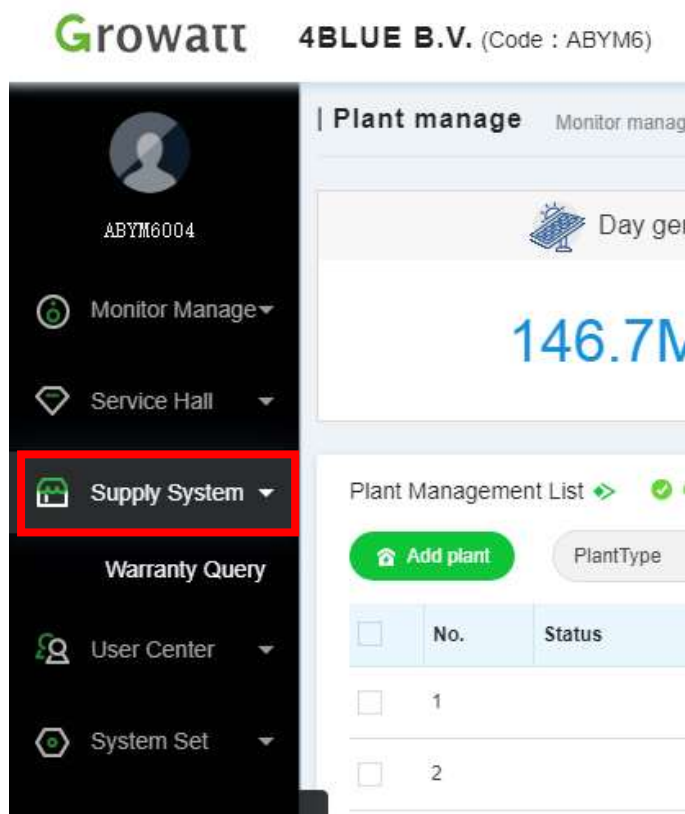 Growatt 4BLUE B.V. (Code : ABYM6)
ABYM6004
Monitor Manage
Service Hall
Supply System
Warranty Query
User Center
System Set
| Plant manage Monitor manag
Day ger
146.7M
Plant Management List
Add plant PlantType
No. Status
1
2